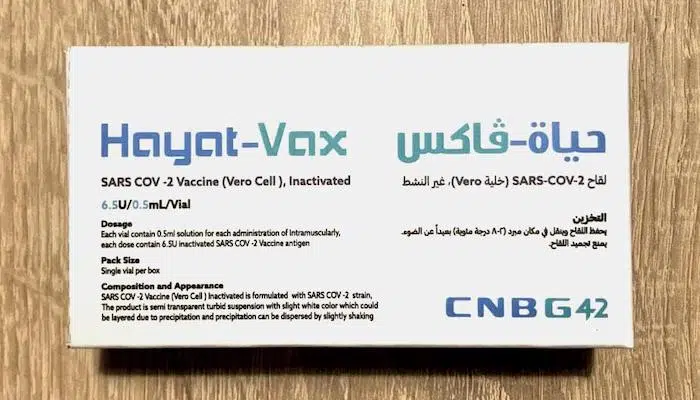 Hayat-Vax
SARS COV -2 Vaccine (Vero Cell ), Inactivated
6.5U/0.5mL/Vial
Dosage
Each vial contain 0.5ml solution for each administration of Intramuscularly,
each dose contain 6.5U inactivated SARS COV-2 Vaccine antigen
Pack Size
Single vial per box
Composition and Appearance
SARS COV -2 Vaccine (Vero Cell ) Inactivated is formulated with SARS COV -2 strain,
The product is semi transparent turbid suspension with slight white color which could
be layered due to precipitation and precipitation can be dispersed by slightly shaking
حياة-ڤاكس
لقاح SARS-COV-2 (خلية Vero)، غير النشط
التخزين
يحفظ اللقاح وينقل في مكان مبرد (٢-٨ درجة مئوية) بعيداً عن الضوء.
يمنع تجميد اللقاح.
CNBG42